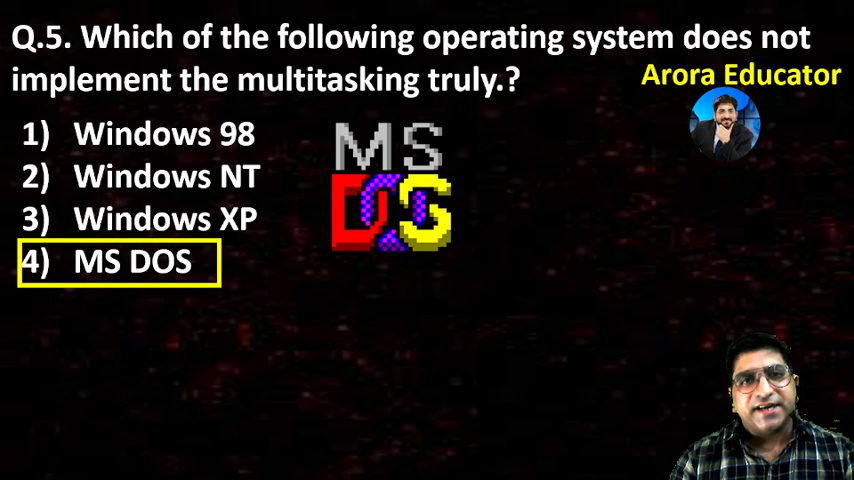 Q.5. Which of the following operating system does not
implement the multitasking truly.?
Arora Educator
1) Windows 98
2) Windows NT
3) Windows XP
4) MS DOS
MS
DOS